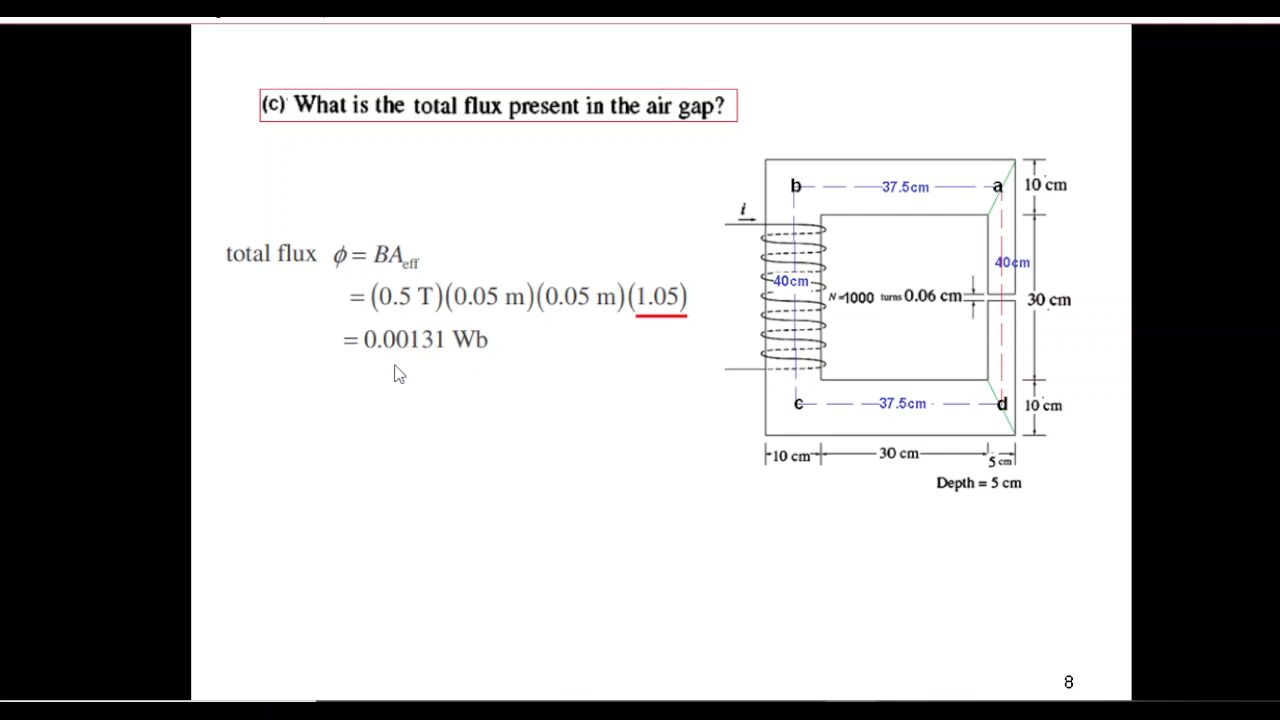 (c) What is the total flux present in the air gap?
total flux ϕ = BA_eff
= (0.5 T)(0.05 m)(0.05 m)(1.05)
= 0.00131 Wb
b 37.5cm a 10 cm
i
40cm
40cm N=1000 turns 0.06 cm 30 cm
c 37.5cm d 10 cm
10 cm 30 cm 5 cm
Depth = 5 cm
8